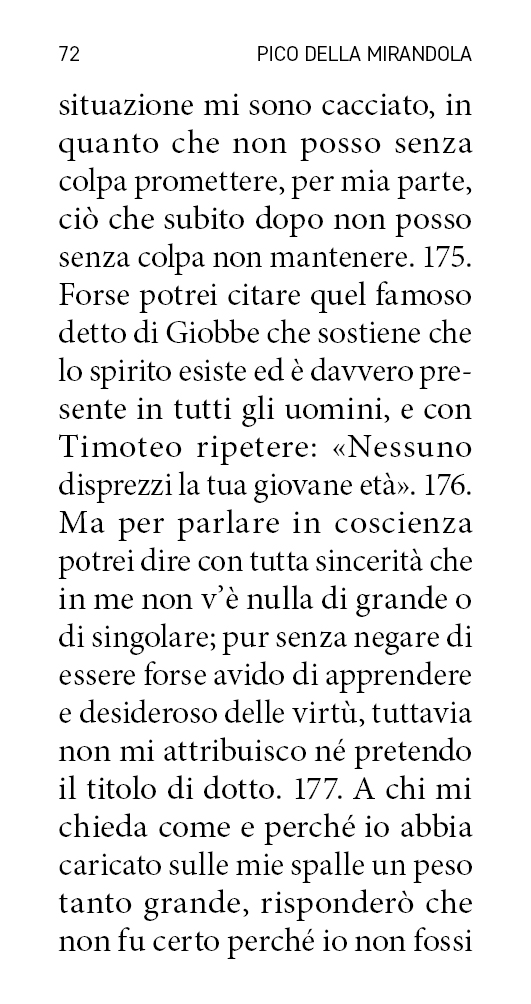 72 PICO DELLA MIRANDOLA
situazione mi sono cacciato, in
quanto che non posso senza
colpa promettere, per mia parte,
ciò che subito dopo non posso
senza colpa non mantenere. 175.
Forse potrei citare quel famoso
detto di Giobbe che sostiene che
lo spirito esiste ed è davvero pre-
sente in tutti gli uomini, e con
Timoteo ripetere: «Nessuno
disprezzi la tua giovane età». 176.
Ma per parlare in coscienza
potrei dire con tutta sincerità che
in me non v’è nulla di grande o
di singolare; pur senza negare di
essere forse avido di apprendere
e desideroso delle virtù, tuttavia
non mi attribuisco né pretendo
il titolo di dotto. 177. A chi mi
chieda come e perché io abbia
caricato sulle mie spalle un peso
tanto grande, risponderò che
non fu certo perché io non fossi